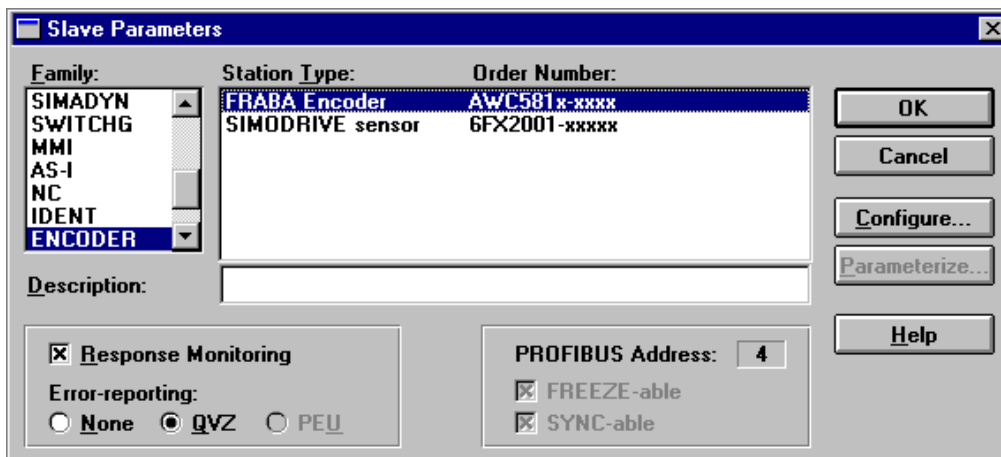 Slave Parameters
Family: Station Type: Order Number:
SIMADYN
SWITCHG
MMI
AS-I
NC
IDENT
ENCODER
FRABA Encoder AWC581x-xxxx
SIMODRIVE sensor 6FX2001-xxxxx
OK
Cancel
Configure...
Parameterize...
Help
Description:
Response Monitoring
Error-reporting:
None QVZ PEU
PROFIBUS Address: 4
FREEZE-able
SYNC-able